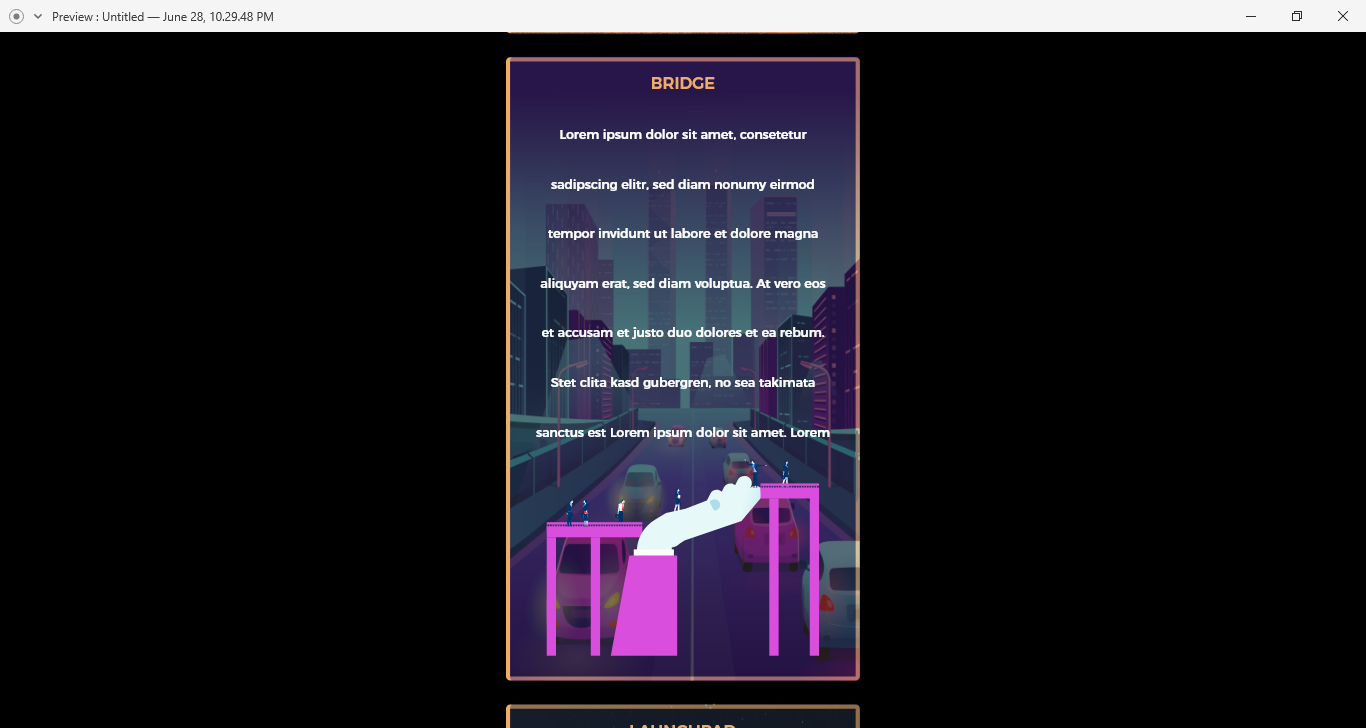 Preview : Untitled — June 28, 10.29.48 PM
BRIDGE
Lorem ipsum dolor sit amet, consetetur
sadipscing elitr, sed diam nonumy eirmod
tempor invidunt ut labore et dolore magna
aliquyam erat, sed diam voluptua. At vero eos
et accusam et justo duo dolores et ea rebum.
Stet clita kasd gubergren, no sea takimata
sanctus est Lorem ipsum dolor sit amet. Lorem
LAUNCHPAD